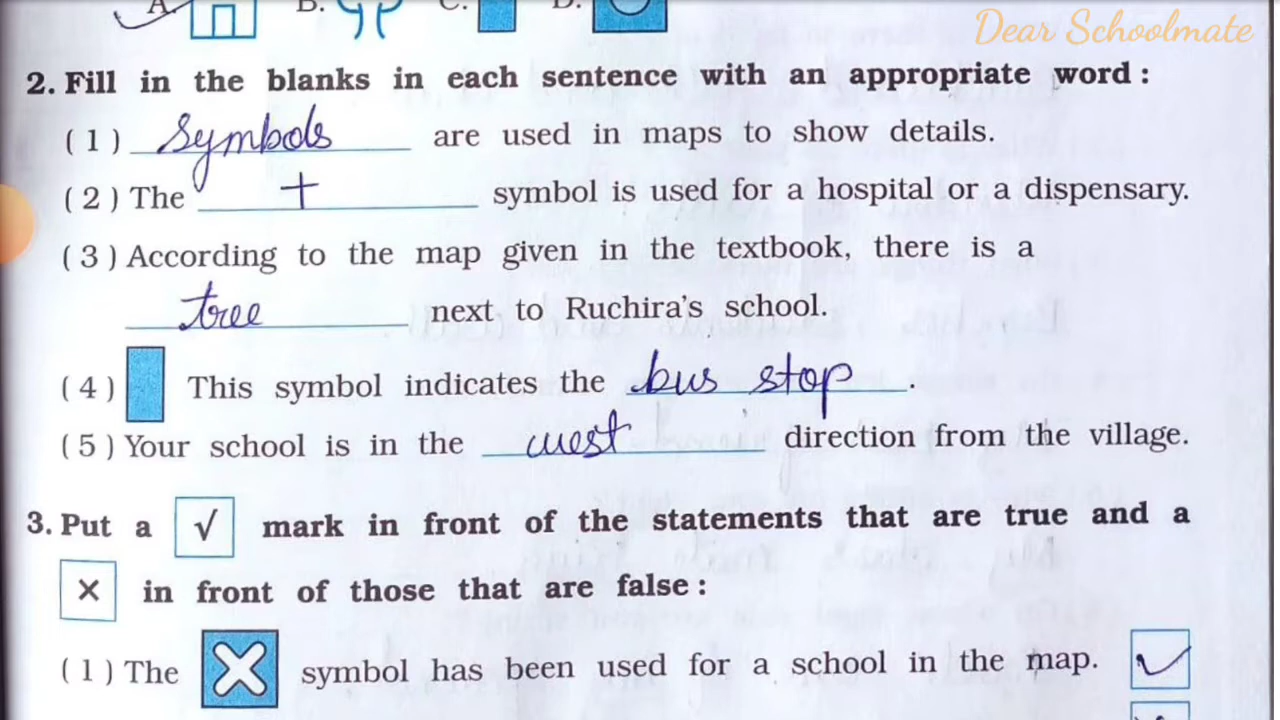 A. B. C. D.
Dear Schoolmate
2. Fill in the blanks in each sentence with an appropriate word :
( 1 ) Symbols are used in maps to show details.
( 2 ) The + symbol is used for a hospital or a dispensary.
( 3 ) According to the map given in the textbook, there is a
tree next to Ruchira's school.
( 4 ) This symbol indicates the bus stop.
( 5 ) Your school is in the west direction from the village.
3. Put a √ mark in front of the statements that are true and a
× in front of those that are false :
( 1 ) The symbol has been used for a school in the map. ✓